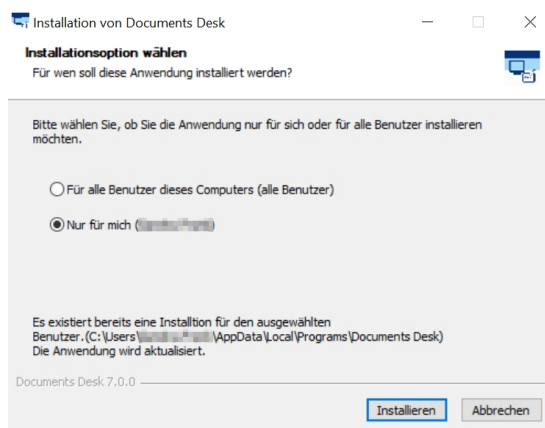 Installation von Documents Desk
Installationsoption wählen
Für wen soll diese Anwendung installiert werden?
Bitte wählen Sie, ob Sie die Anwendung nur für sich oder für alle Benutzer installieren
möchten.
Für alle Benutzer dieses Computers (alle Benutzer)
Nur für mich ( )
Es existiert bereits eine Installtion für den ausgewählten
Benutzer.(C:\Users\ \AppData\Local\Programs\Documents Desk)
Die Anwendung wird aktualisiert.
Documents Desk 7.0.0
Installieren Abbrechen